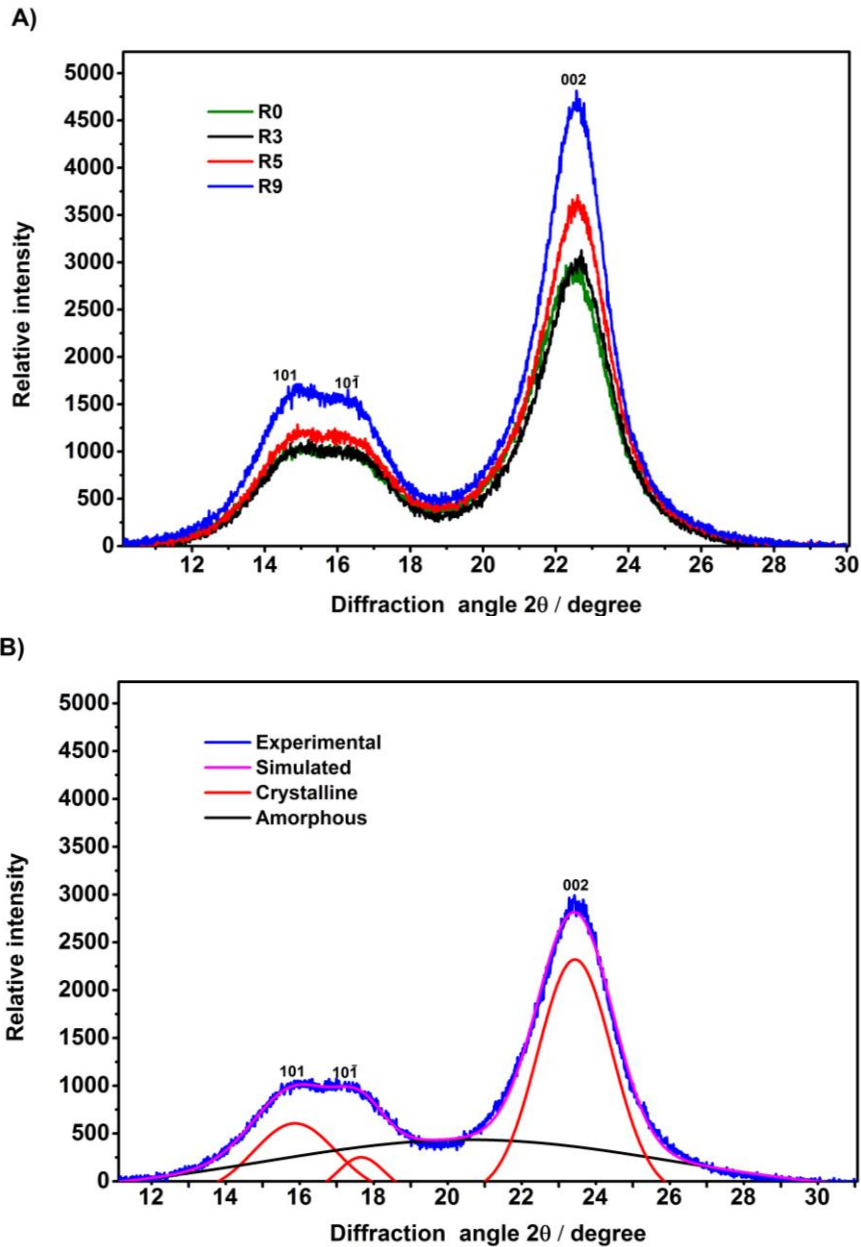 A)
5000
4500
4000
3500
3000
2500
2000
1500
1000
500
0
R0
R3
R5
R9
002
101
101̄
12 14 16 18 20 22 24 26 28 30
Relative intensity
Diffraction angle 2θ / degree
B)
5000
4500
4000
3500
3000
2500
2000
1500
1000
500
0
Experimental
Simulated
Crystalline
Amorphous
002
101
101̄
12 14 16 18 20 22 24 26 28 30
Relative intensity
Diffraction angle 2θ / degree